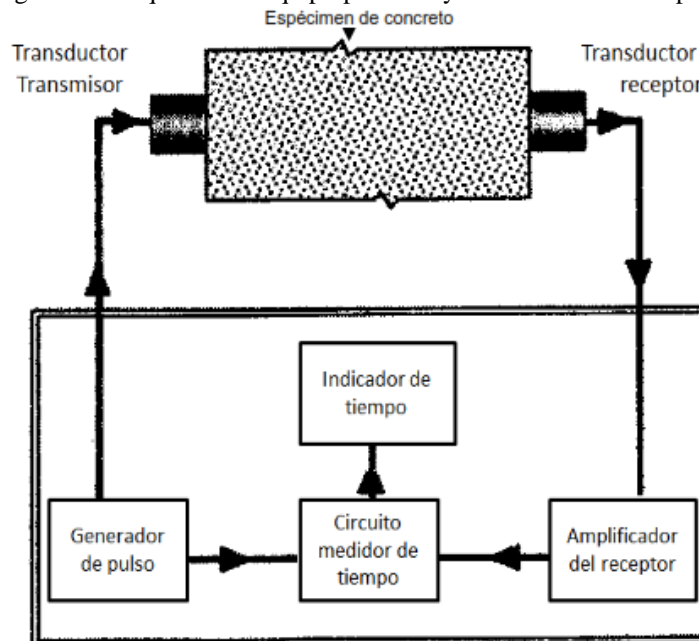 Espécimen de concreto
Transductor
Transmisor
Transductor
receptor
Indicador de
tiempo
Generador
de pulso
Circuito
medidor de
tiempo
Amplificador
del receptor